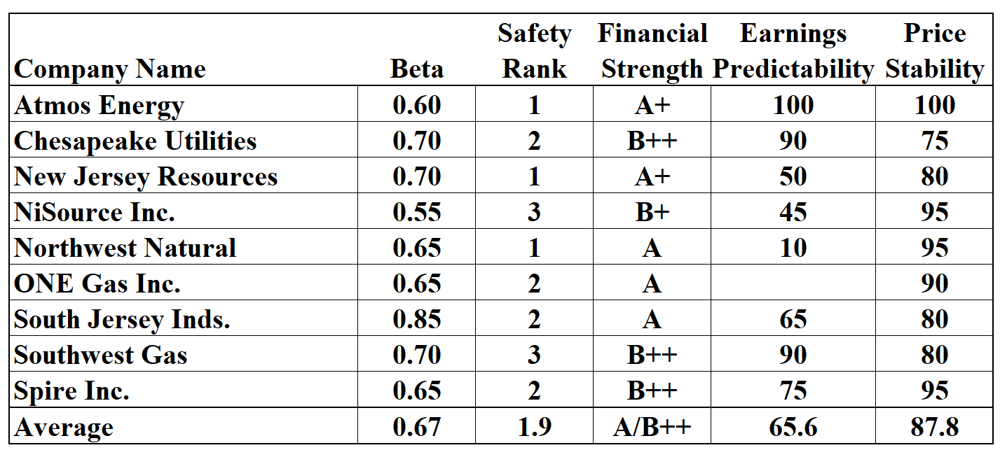 Safety Financial Earnings Price
Company Name Beta Rank Strength Predictability Stability
Atmos Energy 0.60 1 A+ 100 100
Chesapeake Utilities 0.70 2 B++ 90 75
New Jersey Resources 0.70 1 A+ 50 80
NiSource Inc. 0.55 3 B+ 45 95
Northwest Natural 0.65 1 A 10 95
ONE Gas Inc. 0.65 2 A 90
South Jersey Inds. 0.85 2 A 65 80
Southwest Gas 0.70 3 B++ 90 80
Spire Inc. 0.65 2 B++ 75 95
Average 0.67 1.9 A/B++ 65.6 87.8